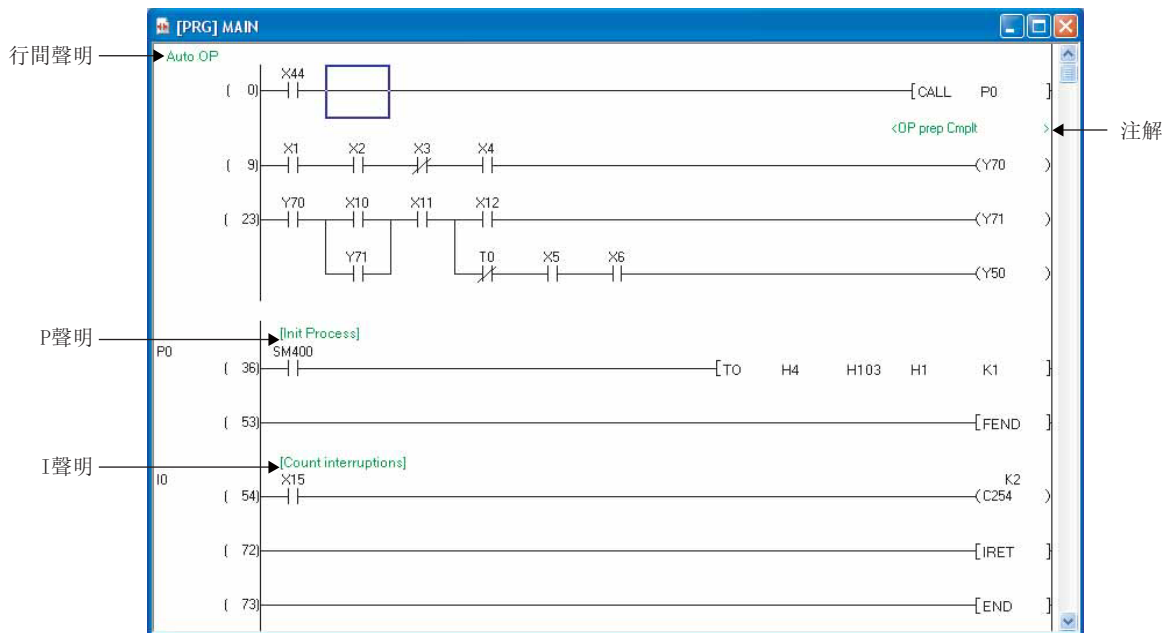 [PRG] MAIN
行間聲明
Auto OP
X44
( 0)
[CALL P0 ]
<OP prep Cmplt >
注解
X1 X2 X3 X4
( 9)
(Y70 )
Y70 X10 X11 X12
( 23)
(Y71 )
Y71 T0 X5 X6
(Y50 )
P聲明
[Init Process]
P0
SM400
( 36)
[TO H4 H103 H1 K1 ]
( 53)
[FEND ]
I聲明
[Count interruptions]
I0
X15
K2
( 54)
(C254 )
( 72)
[IRET ]
( 73)
[END ]